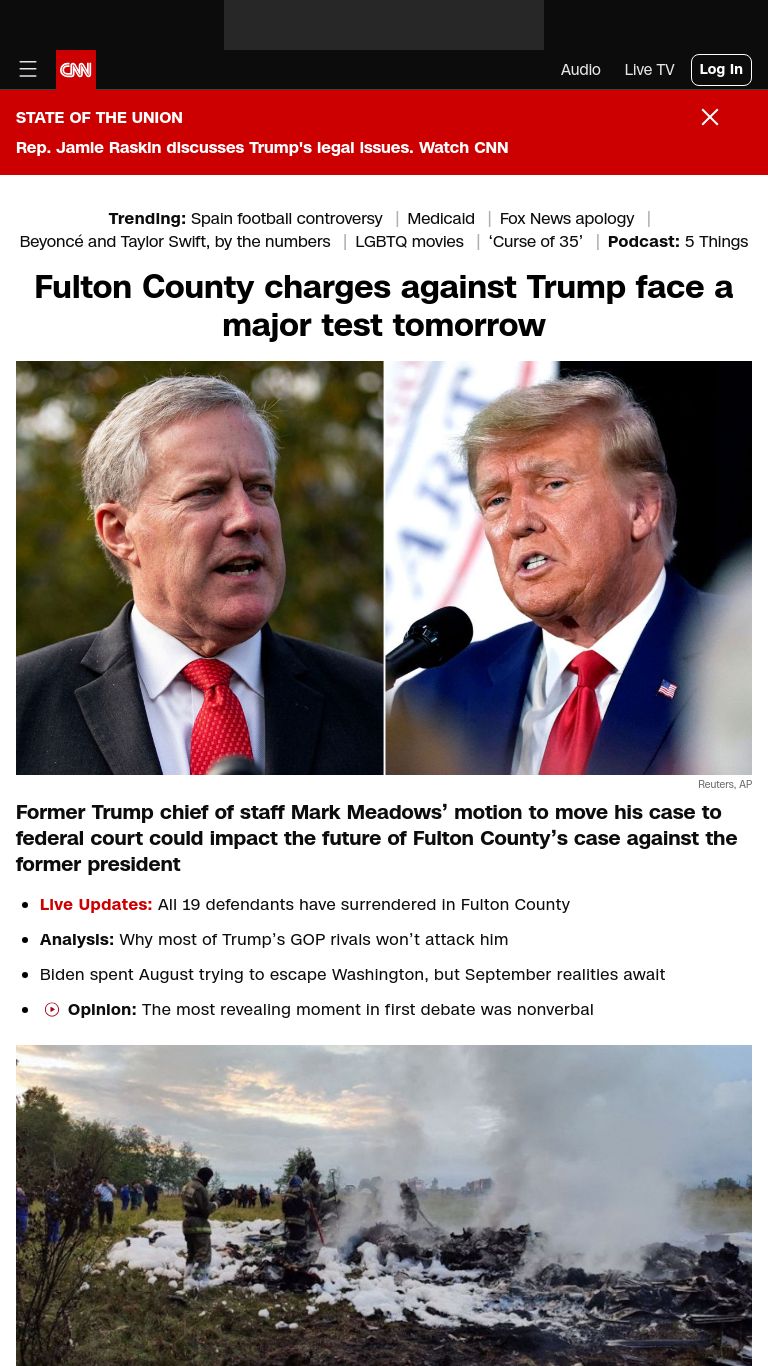 CNN
Audio
Live TV
Log In
STATE OF THE UNION
Rep. Jamie Raskin discusses Trump's legal issues. Watch CNN
Trending: Spain football controversy | Medicaid | Fox News apology |
Beyoncé and Taylor Swift, by the numbers | LGBTQ movies | ‘Curse of 35’ | Podcast: 5 Things
Fulton County charges against Trump face a
major test tomorrow
ART
Reuters, AP
Former Trump chief of staff Mark Meadows’ motion to move his case to
federal court could impact the future of Fulton County’s case against the
former president
Live Updates: All 19 defendants have surrendered in Fulton County
Analysis: Why most of Trump’s GOP rivals won’t attack him
Biden spent August trying to escape Washington, but September realities await
Opinion: The most revealing moment in first debate was nonverbal